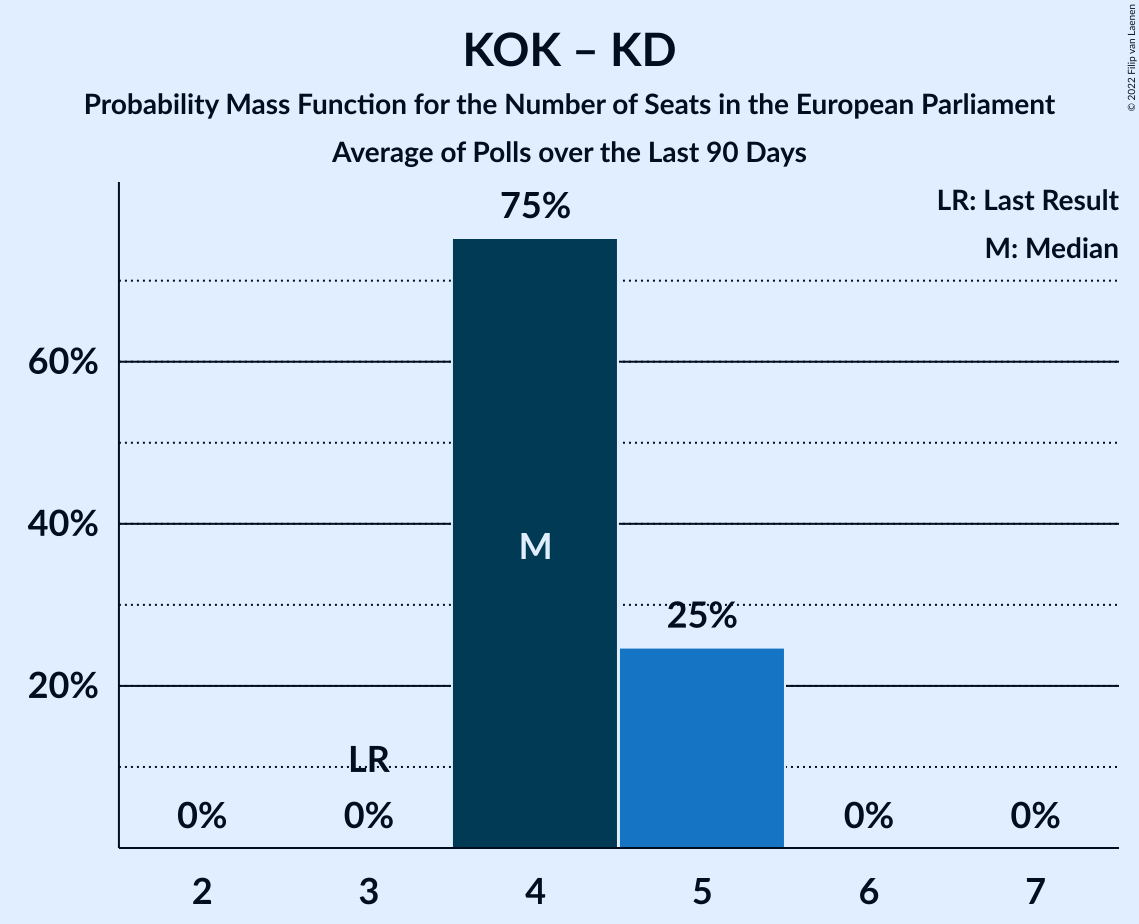 KOK – KD
Probability Mass Function for the Number of Seats in the European Parliament
Average of Polls over the Last 90 Days
© 2022 Filip van Laenen
LR: Last Result
M: Median
75%
60%
40%
M
25%
20%
LR
0%
0%
0%
0%
2
3
4
5
6
7